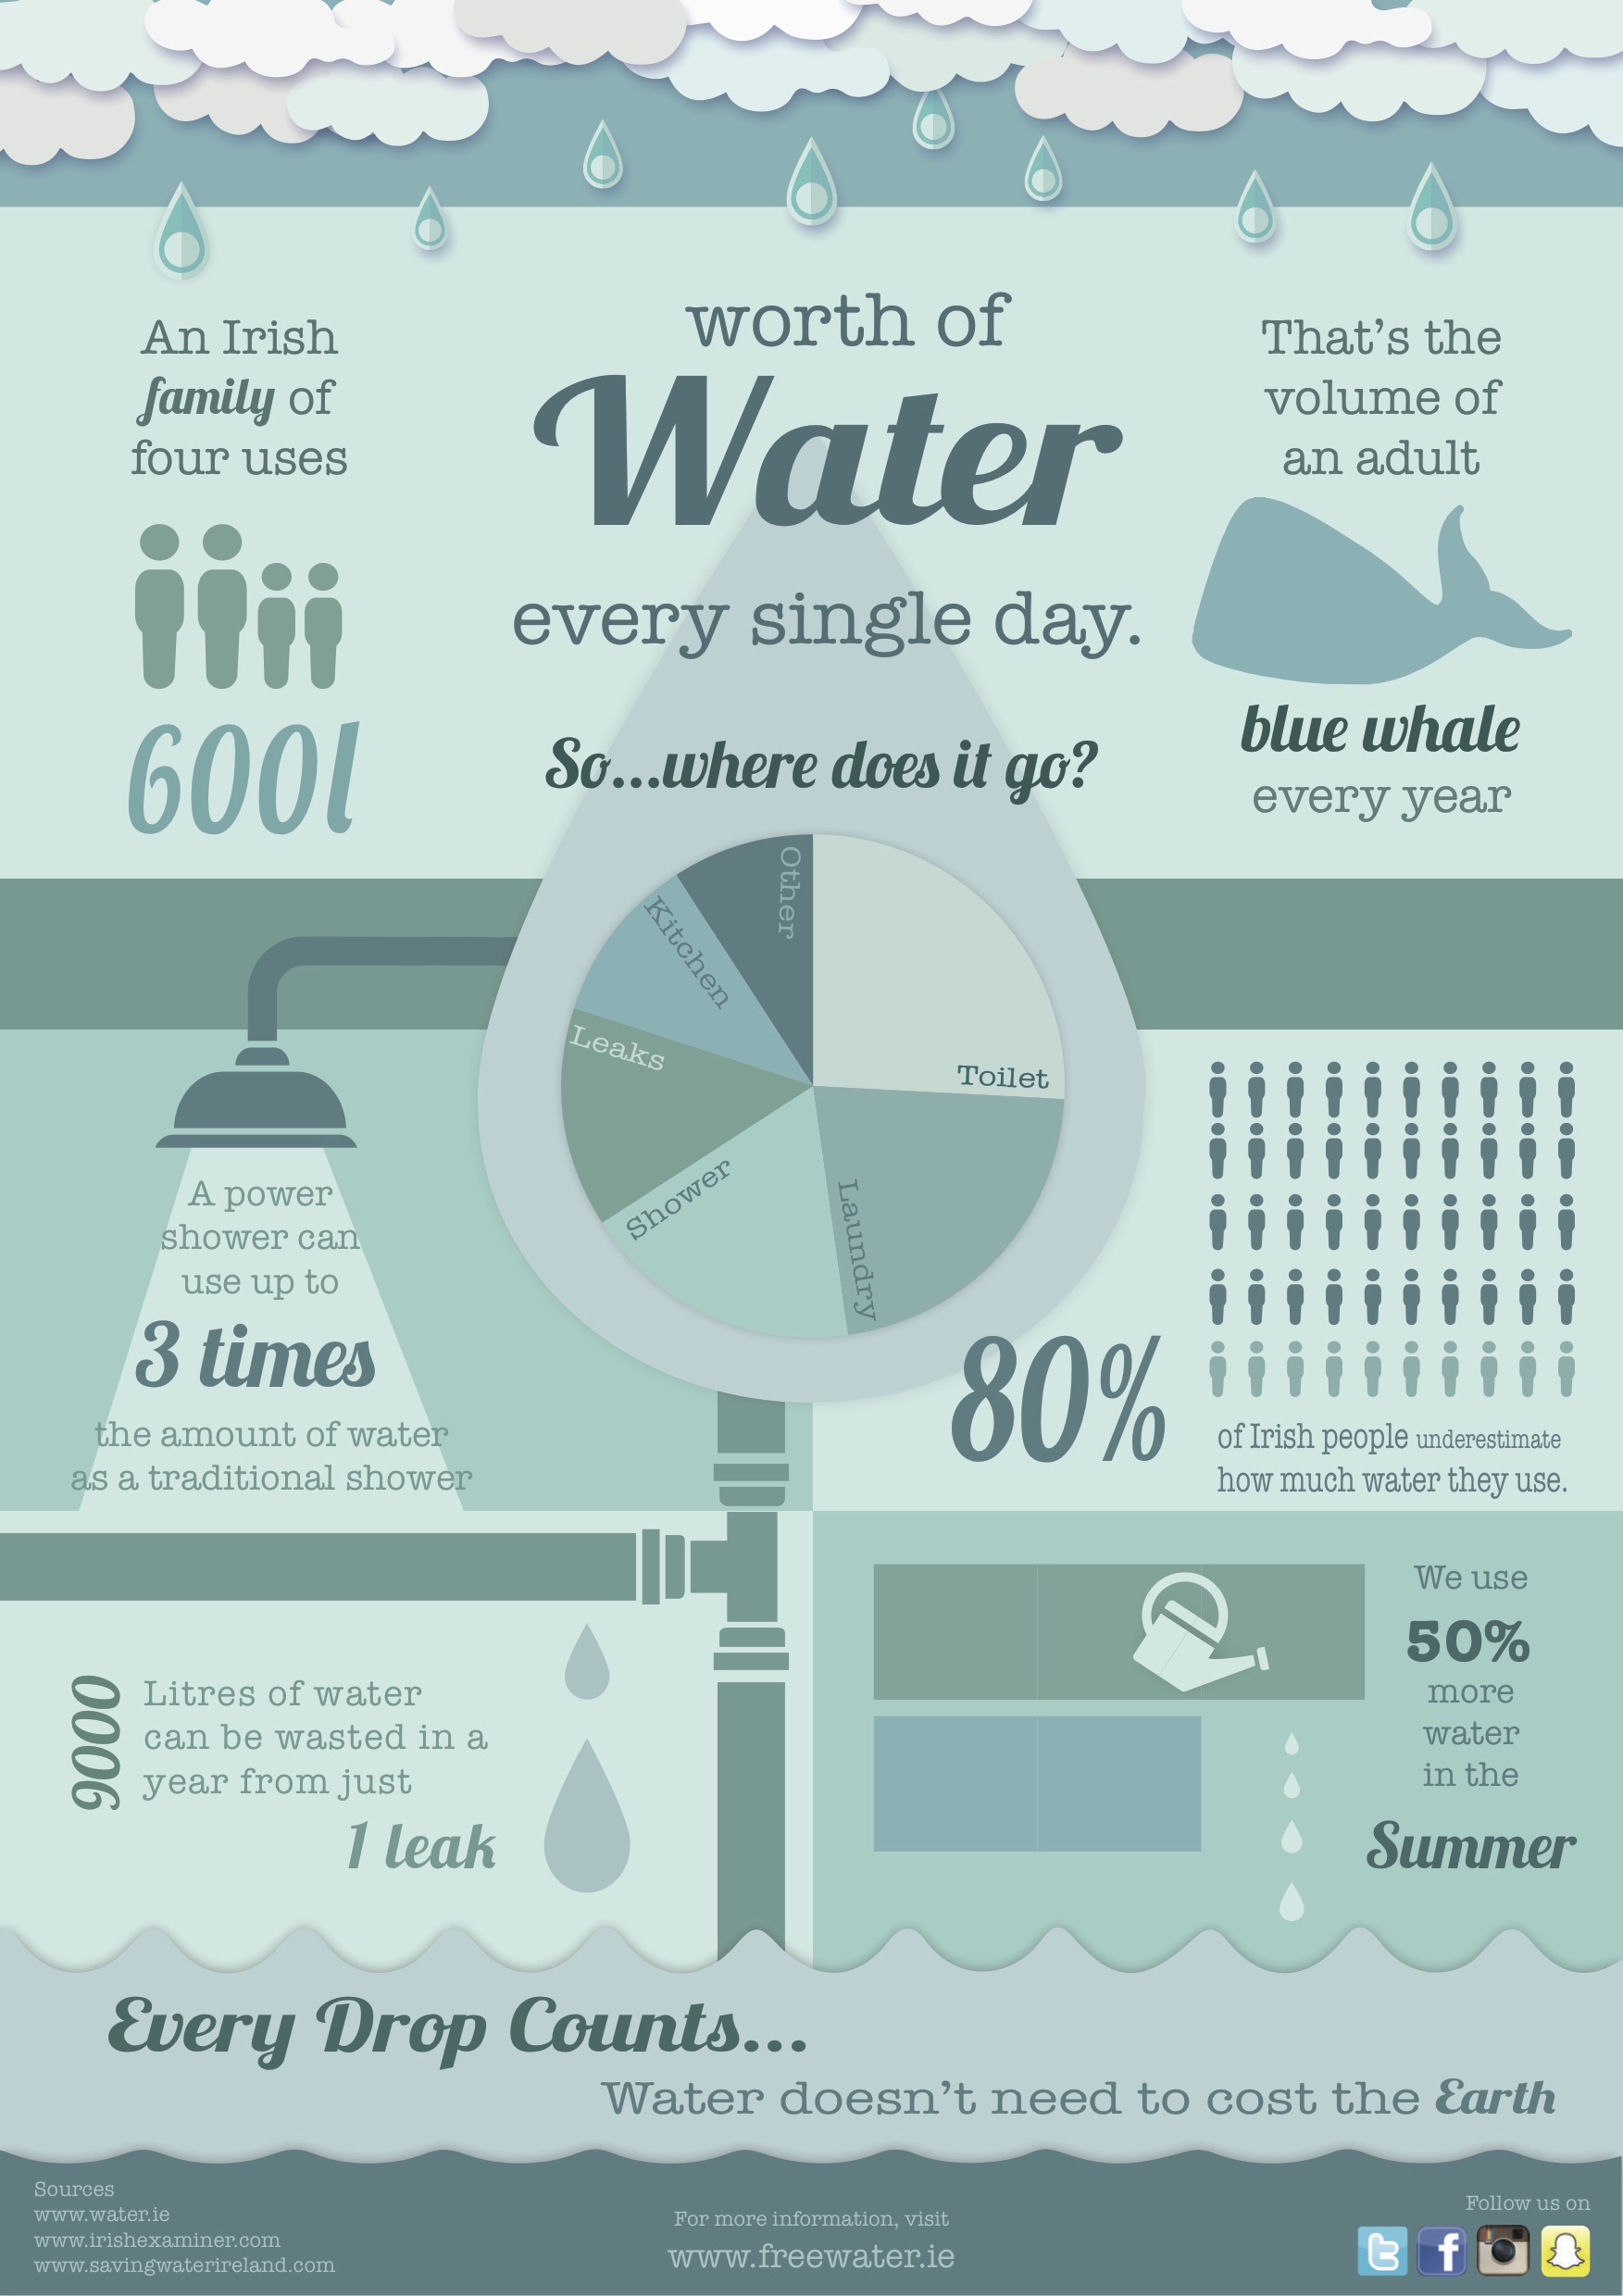 An Irish
family of
four uses
600l
worth of
Water
every single day.
That's the
volume of
an adult
blue whale
every year
So...where does it go?
Other
Kitchen
Leaks
Toilet
Shower
Laundry
A power
shower can
use up to
3 times
the amount of water
as a traditional shower
80%
of Irish people underestimate
how much water they use.
9000
Litres of water
can be wasted in a
year from just
1 leak
We use
50%
more
water
in the
Summer
Every Drop Counts...
Water doesn't need to cost the Earth
Sources
www.water.ie
www.irishexaminer.com
www.savingwaterireland.com
For more information, visit
www.freewater.ie
Follow us on